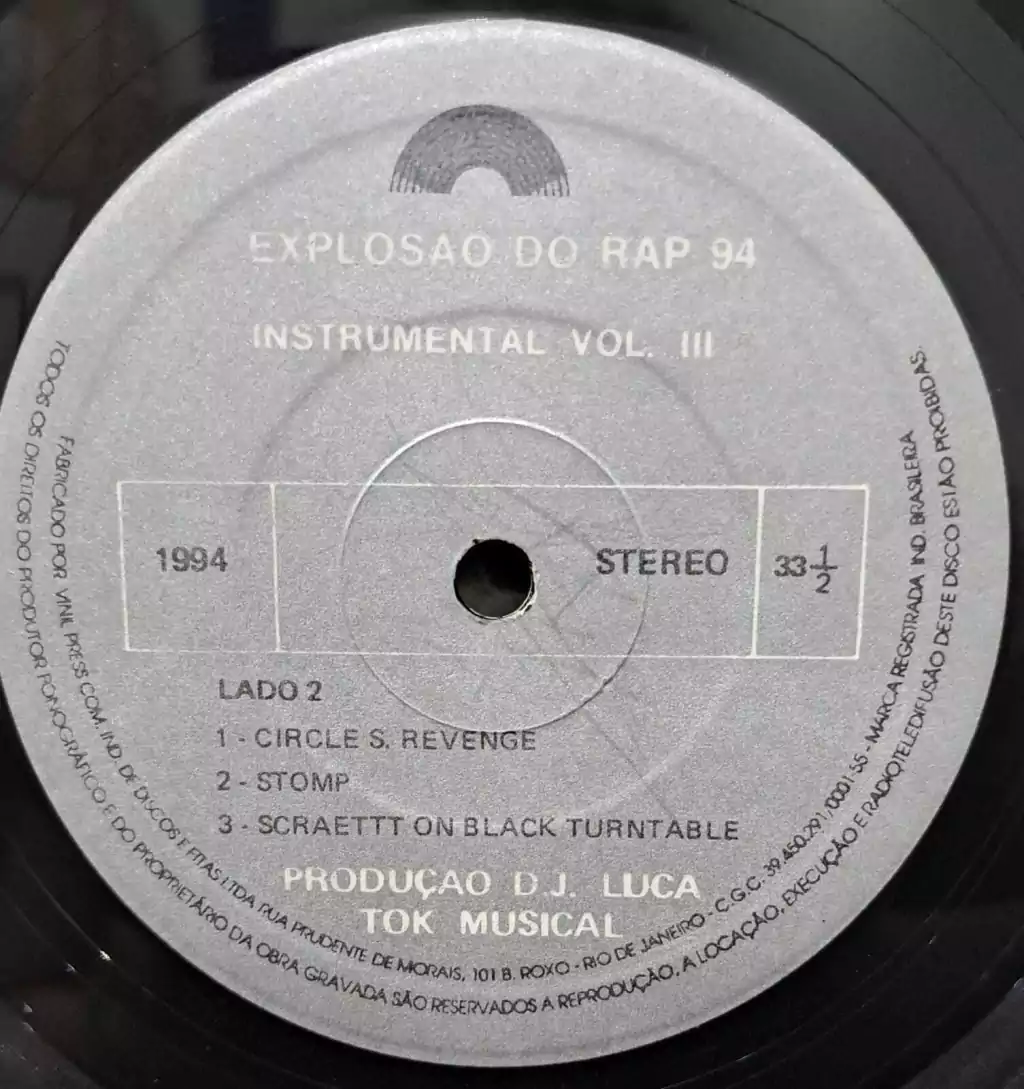 EXPLOSAO DO RAP 94
INSTRUMENTAL VOL. III
1994
STEREO
33 1/2
LADO 2
1 - CIRCLE S. REVENGE
2 - STOMP
3 - SCRAETTT ON BLACK TURNTABLE
PRODUÇAO D.J. LUCA
TOK MUSICAL
FABRICADO POR VINIL PRESS COM. IND. DE DISCOS E FITAS LTDA RUA PRUDENTE DE MORAIS, 101 B. ROXO - RIO DE JANEIRO - C.G.C. 39.450.291/0001-55 - MARCA REGISTRADA IND. BRASILEIRA
TODOS OS DIREITOS DO PRODUTOR FONOGRÁFICO E DO PROPRIETÁRIO DA OBRA GRAVADA SÃO RESERVADOS A REPRODUÇÃO, A LOCAÇÃO, EXECUÇÃO E RADIOTELEDIFUSÃO DESTE DISCO ESTÃO PROIBIDAS.